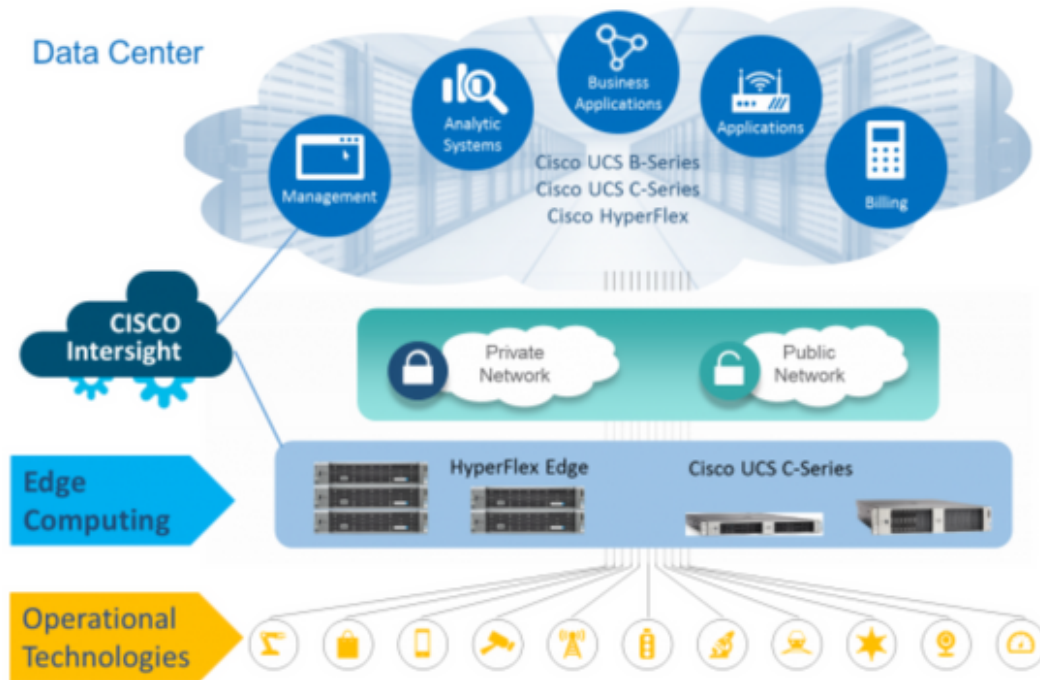 Data Center
Management
Analytic
Systems
Business
Applications
Applications
Billing
Cisco UCS B-Series
Cisco UCS C-Series
Cisco HyperFlex
CISCO
Intersight
Private
Network
Public
Network
Edge
Computing
HyperFlex Edge
Cisco UCS C-Series
Operational
Technologies